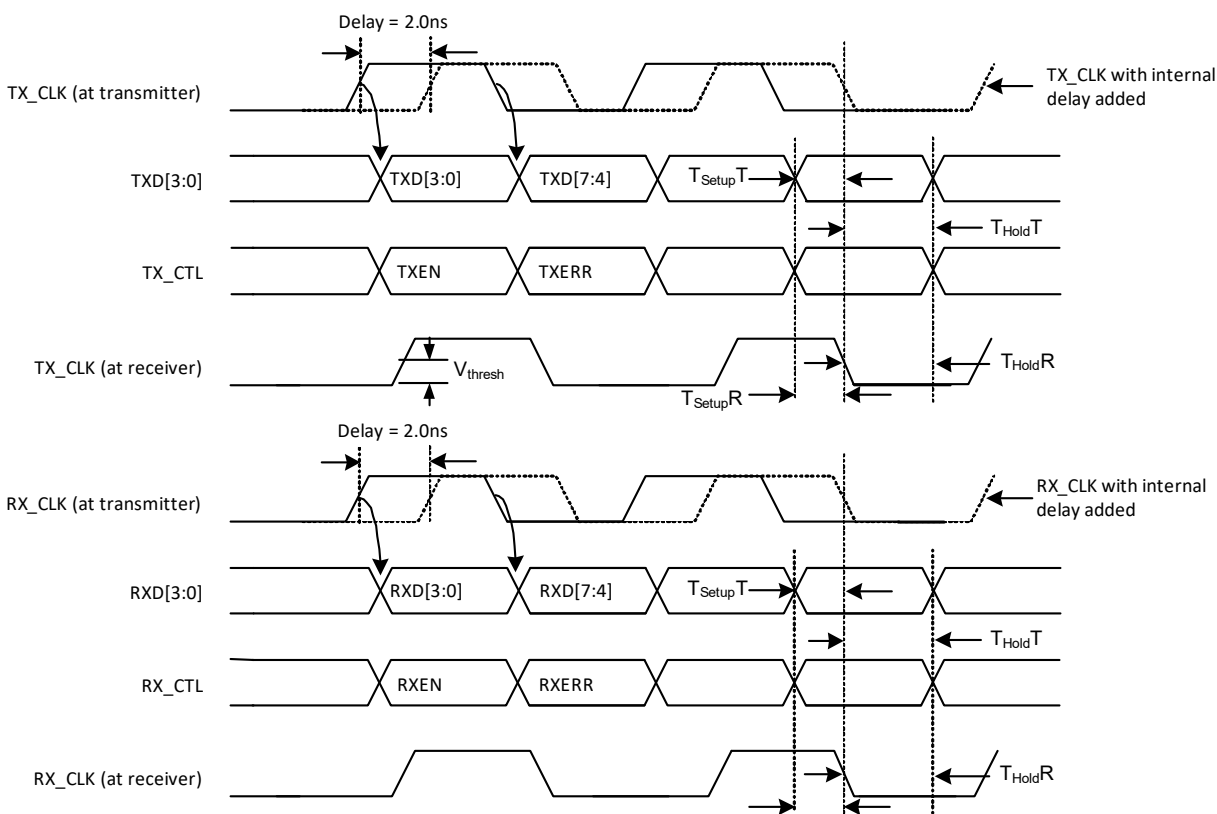 Delay = 2.0ns
TX_CLK (at transmitter)
TX_CLK with internal
delay added
TXD[3:0]
TXD[3:0]
TXD[7:4]
TSetupT
THoldT
TX_CTL
TXEN
TXERR
TX_CLK (at receiver)
Vthresh
THoldR
TSetupR
Delay = 2.0ns
RX_CLK (at transmitter)
RX_CLK with internal
delay added
RXD[3:0]
RXD[3:0]
RXD[7:4]
TSetupT
THoldT
RX_CTL
RXEN
RXERR
RX_CLK (at receiver)
THoldR